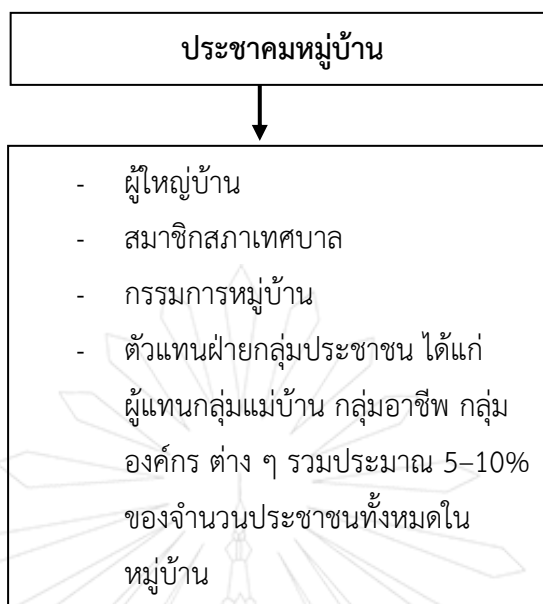 ประชาคมหมู่บ้าน
- ผู้ใหญ่บ้าน
- สมาชิกสภาเทศบาล
- กรรมการหมู่บ้าน
- ตัวแทนฝ่ายกลุ่มประชาชน ได้แก่
ผู้แทนกลุ่มแม่บ้าน กลุ่มอาชีพ กลุ่ม
องค์กร ต่าง ๆ รวมประมาณ 5–10%
ของจำนวนประชาชนทั้งหมดใน
หมู่บ้าน